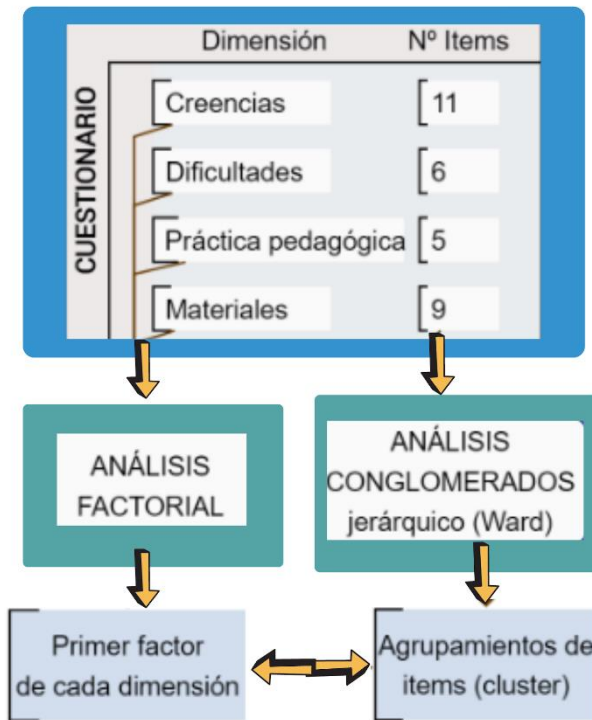 Dimensión Nº Items
CUESTIONARIO
Creencias 11
Dificultades 6
Práctica pedagógica 5
Materiales 9
ANÁLISIS
FACTORIAL
ANÁLISIS
CONGLOMERADOS
jerárquico (Ward)
Primer factor
de cada dimensión
Agrupamientos de
items (cluster)